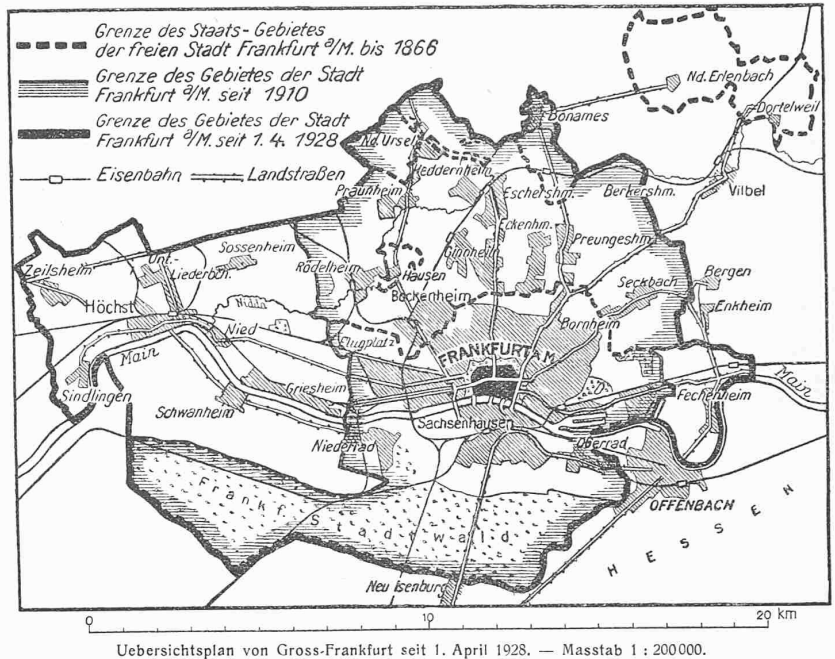 Grenze des Staats-Gebietes
der freien Stadt Frankfurt a/M. bis 1866
Grenze des Gebietes der Stadt
Frankfurt a/M. seit 1910
Grenze des Gebietes der Stadt
Frankfurt a/M. seit 1. 4. 1928
Eisenbahn
Landstraßen
Nd. Erlenbach
Dortelweil
Bonames
Nd. Ursel
Heddernheim
Praunheim
Eschershm.
Berkershm.
Vilbel
Eckenhm.
Preungeshm.
Ginnheim
Sossenheim
Unt.-
Liederbch.
Zeilsheim
Rödelheim
Hausen
Seckbach
Bergen
Enkheim
Höchst
Nidda
Bockenheim
Bornheim
Nied
Flugplatz
FRANKFURT A M.
Main
Main
Sindlingen
Griesheim
Fechenheim
Schwanheim
Sachsenhausen
Niederrad
Oberrad
OFFENBACH
Frankf. Stadtwald
HESSEN
Neu Isenburg
0 10 20 km
Uebersichtsplan von Gross-Frankfurt seit 1. April 1928. — Masstab 1 : 200000.